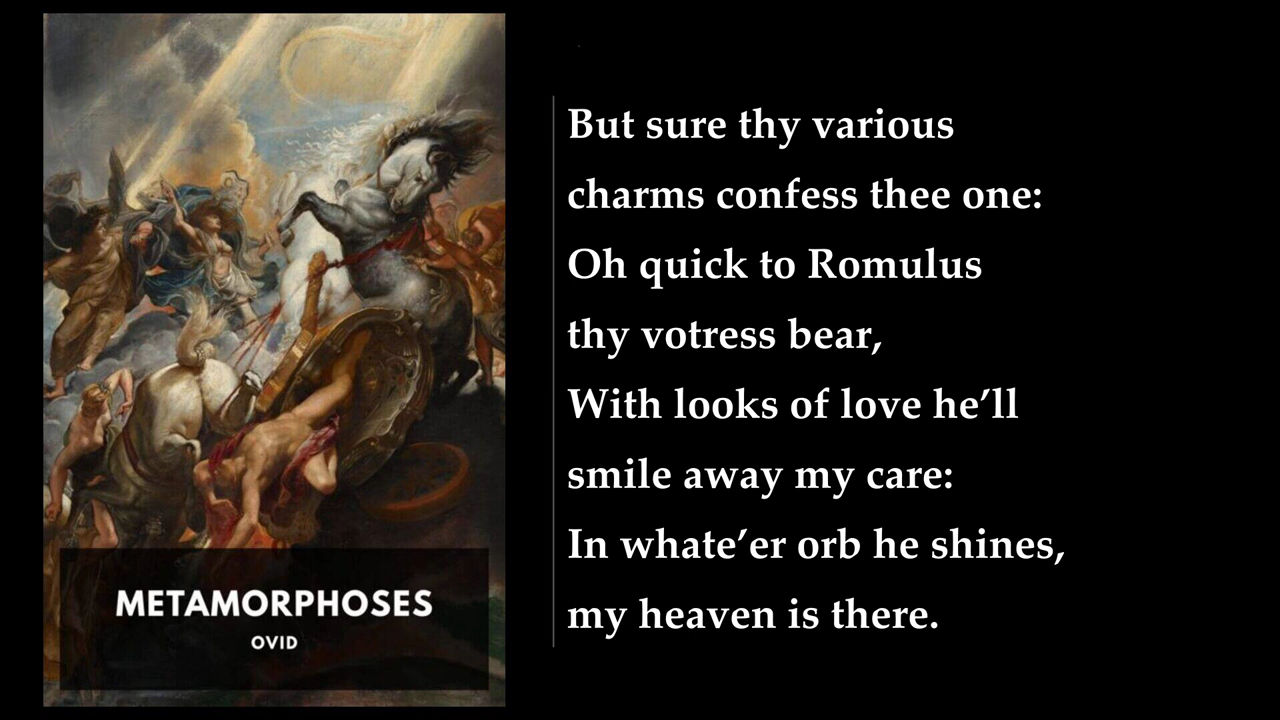 METAMORPHOSES
OVID
But sure thy various
charms confess thee one:
Oh quick to Romulus
thy votress bear,
With looks of love he’ll
smile away my care:
In whate’er orb he shines,
my heaven is there.